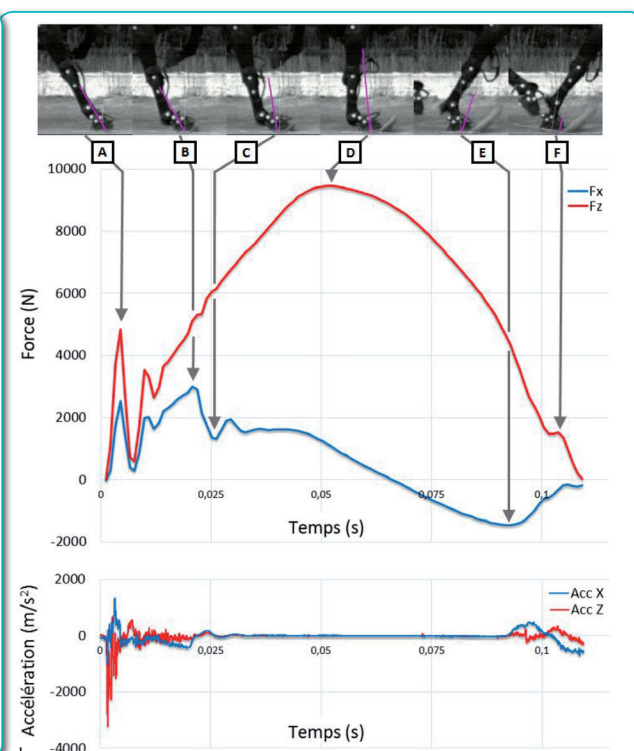 A B C D E F
10000
8000
6000
4000
2000
0
-2000
Force (N)
Fx
Fz
0 0,025 0,05 0,075 0,1
Temps (s)
2000
0
-2000
-4000
Accélération (m/s²)
Acc X
Acc Z
0 0,025 0,05 0,075 0,1
Temps (s)